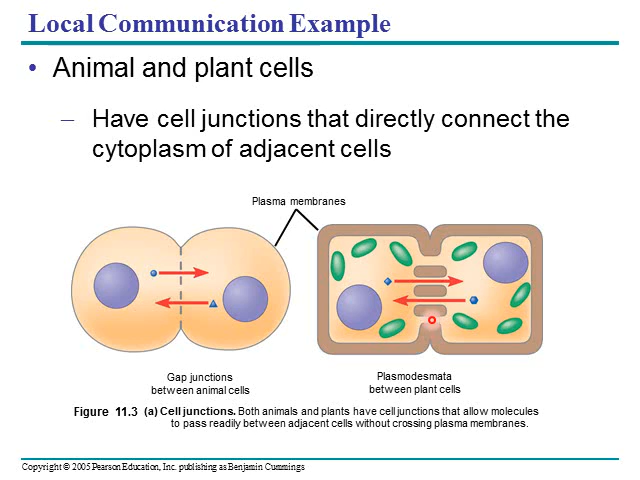 Local Communication Example
• Animal and plant cells
– Have cell junctions that directly connect the
cytoplasm of adjacent cells
Plasma membranes
Gap junctions
between animal cells
Plasmodesmata
between plant cells
Figure 11.3 (a) Cell junctions. Both animals and plants have cell junctions that allow molecules
to pass readily between adjacent cells without crossing plasma membranes.
Copyright © 2005 Pearson Education, Inc. publishing as Benjamin Cummings